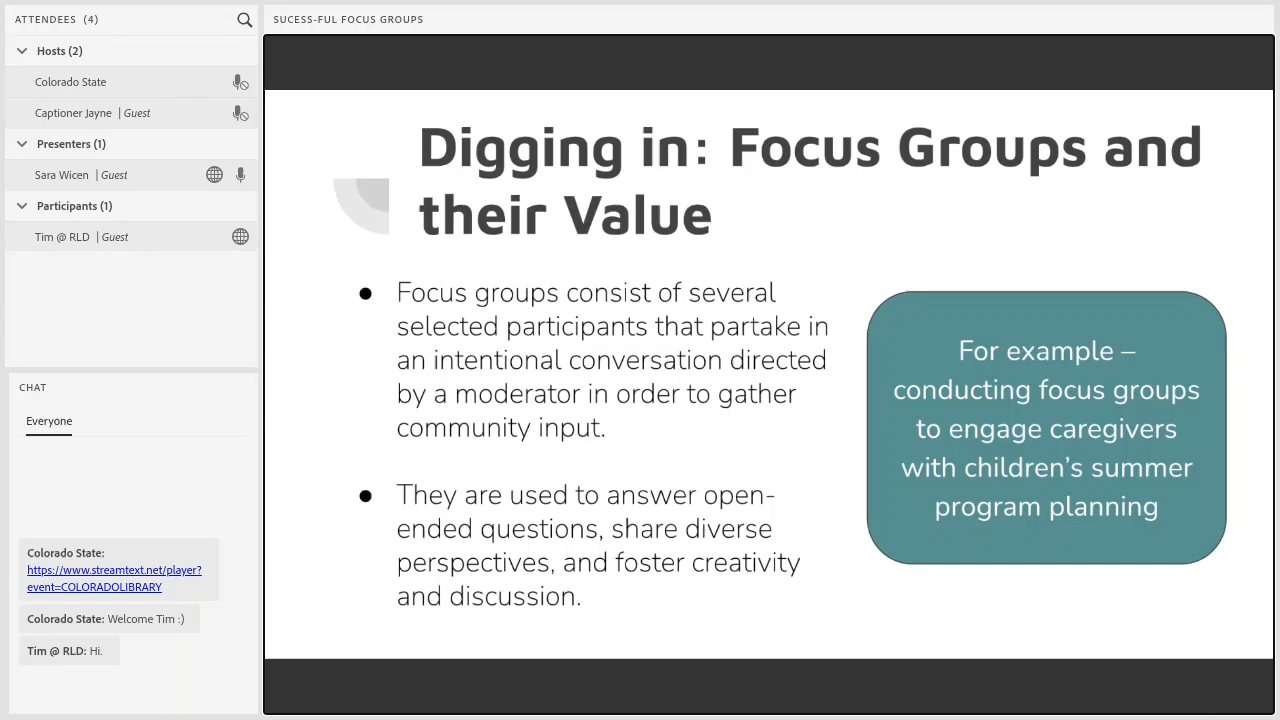 ATTENDEES (4)
Hosts (2)
Colorado State
Captioner Jayne | Guest
Presenters (1)
Sara Wicen | Guest
Participants (1)
Tim @ RLD | Guest
CHAT
Everyone
Colorado State:
https://www.streamtext.net/player?
event=COLORADOLIBRARY
Colorado State: Welcome Tim :)
Tim @ RLD: Hi.
SUCESS-FUL FOCUS GROUPS
Digging in: Focus Groups and
their Value
● Focus groups consist of several
selected participants that partake in
an intentional conversation directed
by a moderator in order to gather
community input.
● They are used to answer open-
ended questions, share diverse
perspectives, and foster creativity
and discussion.
For example –
conducting focus groups
to engage caregivers
with children’s summer
program planning